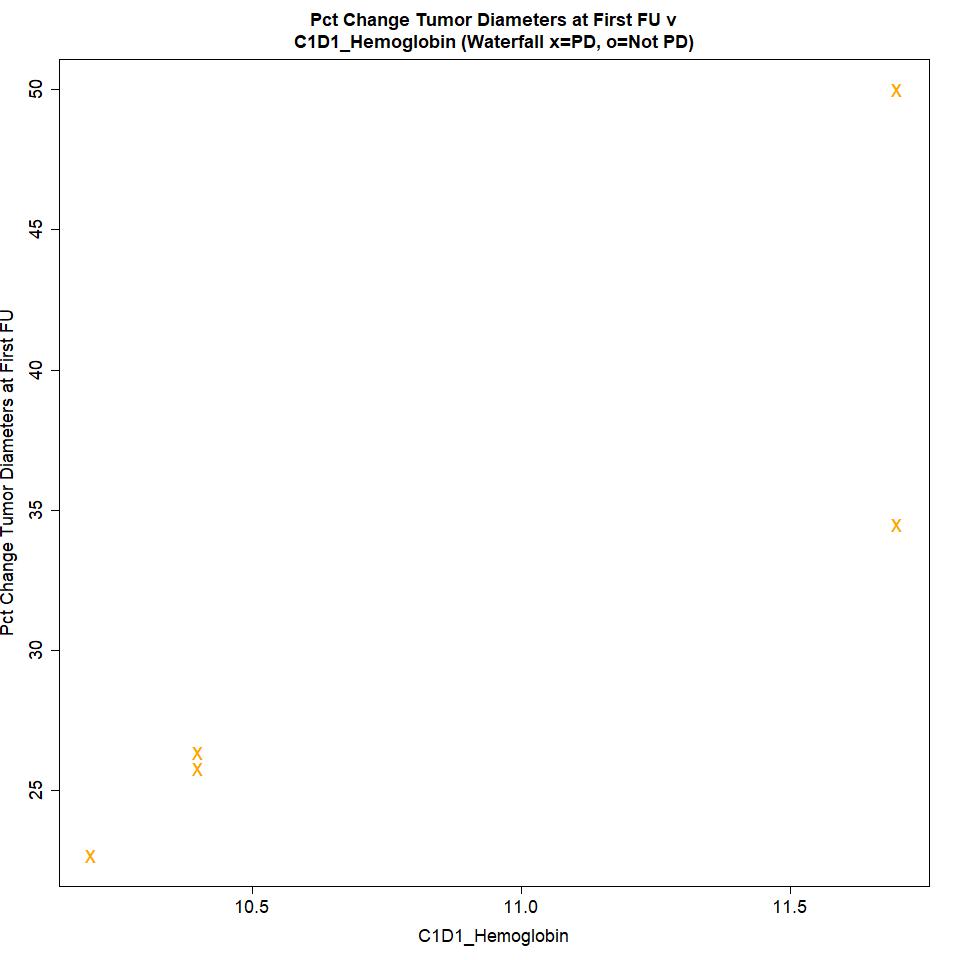 Pct Change Tumor Diameters at First FU v
C1D1_Hemoglobin (Waterfall x=PD, o=Not PD)
Pct Change Tumor Diameters at First FU
50
45
40
35
30
25
X
X
X
X
X
10.5
11.0
11.5
C1D1_Hemoglobin